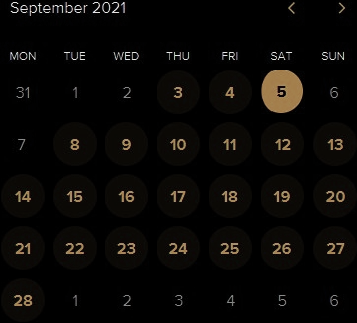 September 2021
MON TUE WED THU FRI SAT SUN
31 1 2 3 4 5 6
7 8 9 10 11 12 13
14 15 16 17 18 19 20
21 22 23 24 25 26 27
28 1 2 3 4 5 6